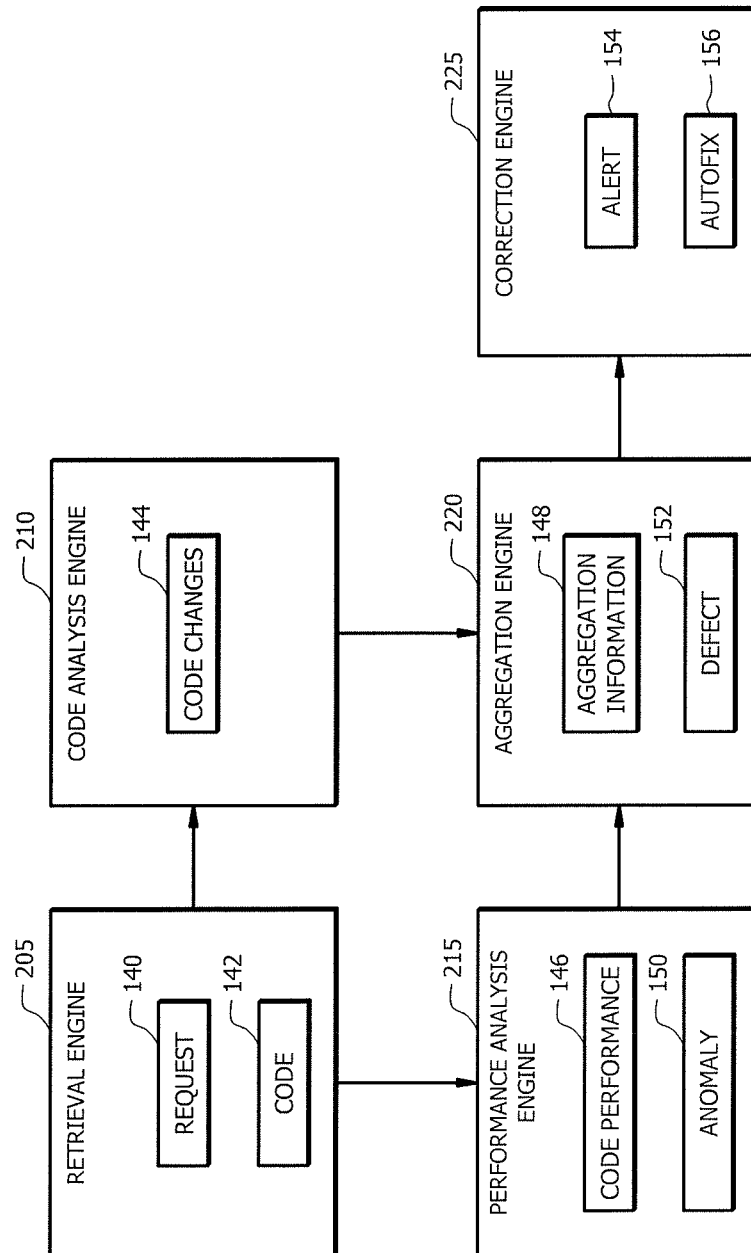 205
RETRIEVAL ENGINE
140
REQUEST
142
CODE
210
CODE ANALYSIS ENGINE
144
CODE CHANGES
215
PERFORMANCE ANALYSIS
ENGINE
146
CODE PERFORMANCE
150
ANOMALY
220
AGGREGATION ENGINE
148
AGGREGATION
INFORMATION
152
DEFECT
225
CORRECTION ENGINE
154
ALERT
156
AUTOFIX